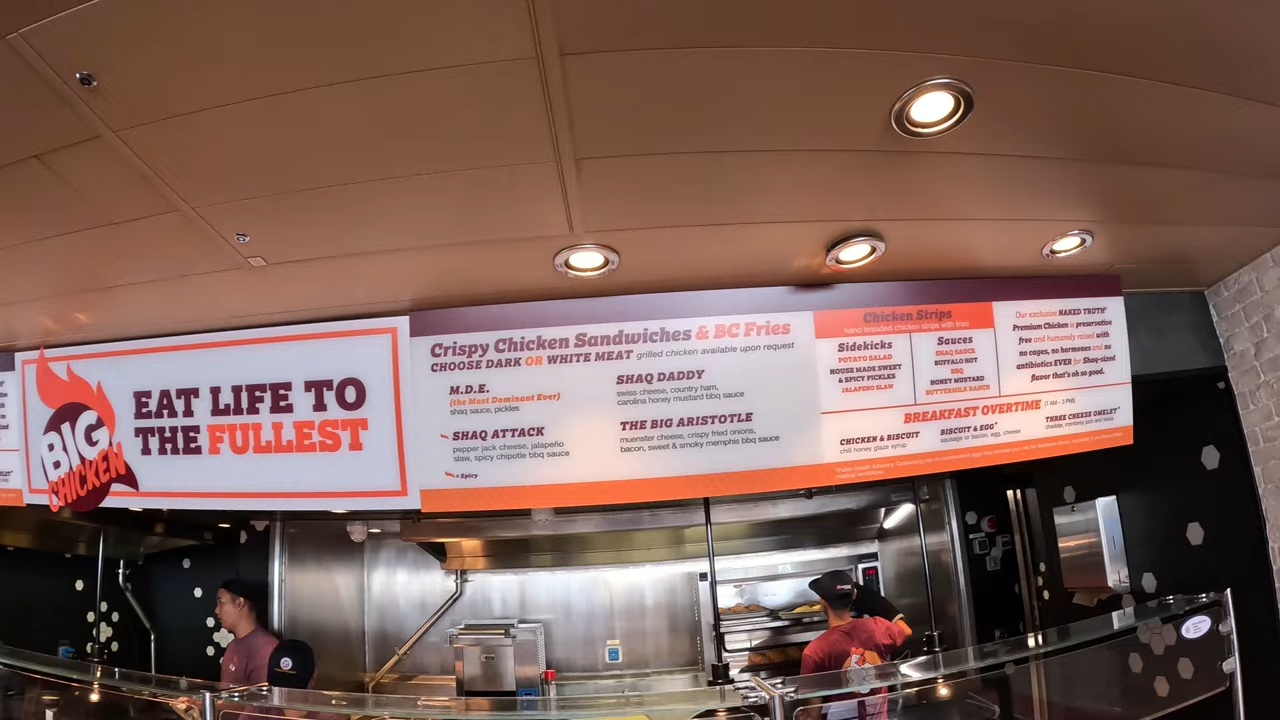 BIG
CHICKEN
EAT LIFE TO
THE FULLEST
Crispy Chicken Sandwiches & BC Fries
CHOOSE DARK OR WHITE MEAT grilled chicken available upon request
M.D.E.
(the Most Dominant Ever)
shaq sauce, pickles
SHAQ ATTACK
pepper jack cheese, jalapeño
slaw, spicy chipotle bbq sauce
= Spicy
SHAQ DADDY
swiss cheese, country ham,
carolina honey mustard bbq sauce
THE BIG ARISTOTLE
muenster cheese, crispy fried onions,
bacon, sweet & smoky memphis bbq sauce
Chicken Strips
hand breaded chicken strips with fries
Sidekicks
POTATO SALAD
HOUSE MADE SWEET
& SPICY PICKLES
JALAPEÑO SLAW
Sauces
SHAQ SAUCE
BUFFALO HOT
BBQ
HONEY MUSTARD
BUTTERMILK RANCH
Our exclusive NAKED TRUTH®
Premium Chicken is preservative
free and humanely raised with
no cages, no hormones and no
antibiotics EVER for Shaq-sized
flavor that's oh so good.
BREAKFAST OVERTIME (7 AM – 3 PM)
CHICKEN & BISCUIT
chili honey glaze syrup
BISCUIT & EGG*
sausage or bacon, egg, cheese
THREE CHEESE OMELET*